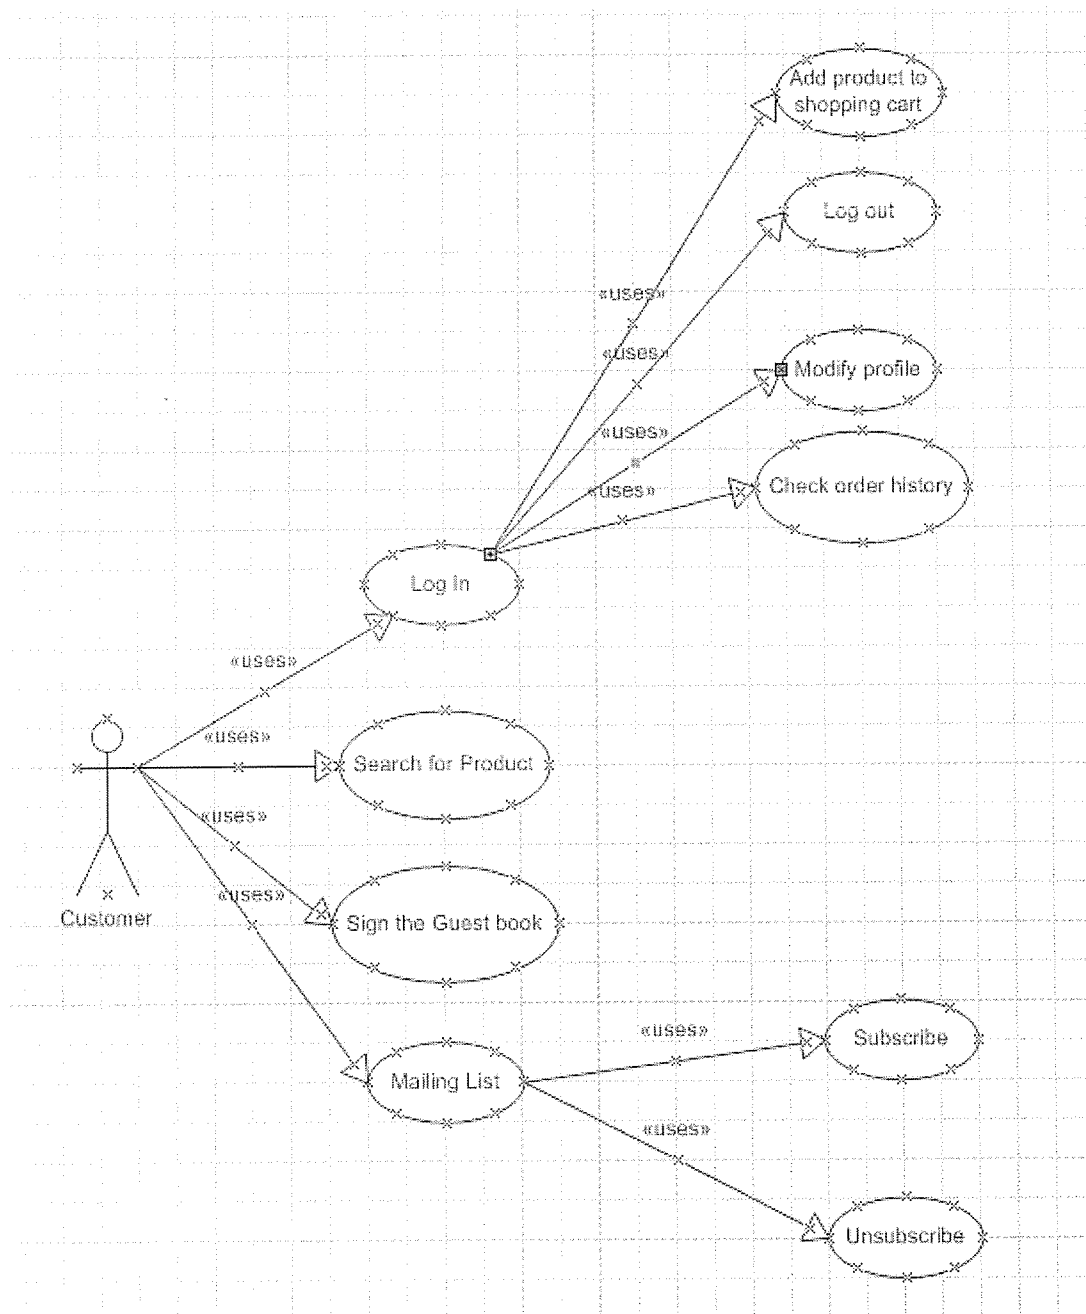 Add product to
shopping cart
Log out
«uses»
«uses»
Modify profile
«uses»
«uses»
Check order history
Log In
«uses»
«uses»
Search for Product
«uses»
«uses»
Customer
Sign the Guest book
«uses»
Subscribe
Mailing List
«uses»
Unsubscribe